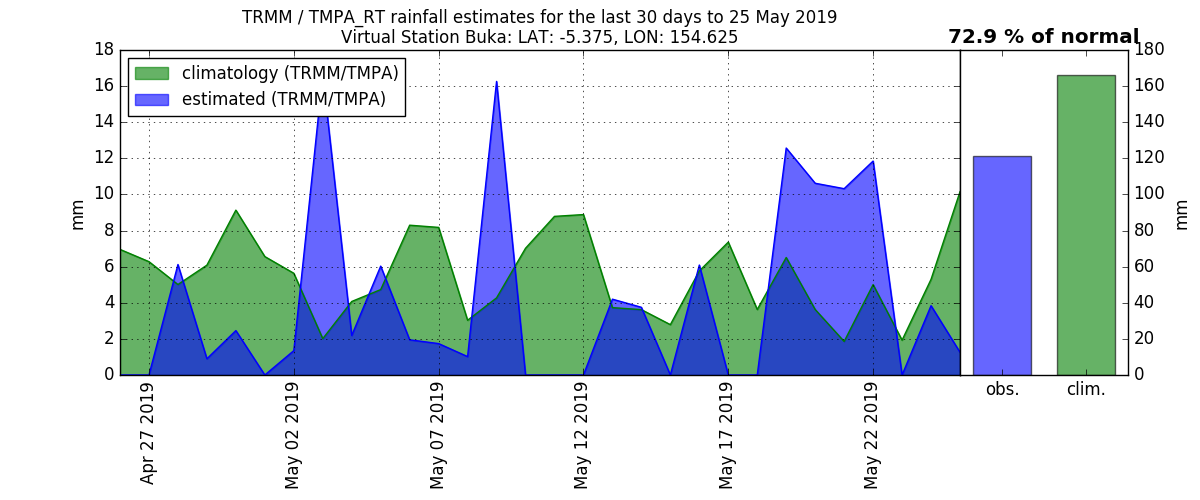 TRMM / TMPA_RT rainfall estimates for the last 30 days to 25 May 2019
Virtual Station Buka: LAT: -5.375, LON: 154.625
72.9 % of normal
climatology (TRMM/TMPA)
estimated (TRMM/TMPA)
18
16
14
12
10
8
6
4
2
0
mm
Apr 27 2019
May 02 2019
May 07 2019
May 12 2019
May 17 2019
May 22 2019
180
160
140
120
100
80
60
40
20
0
mm
obs.
clim.